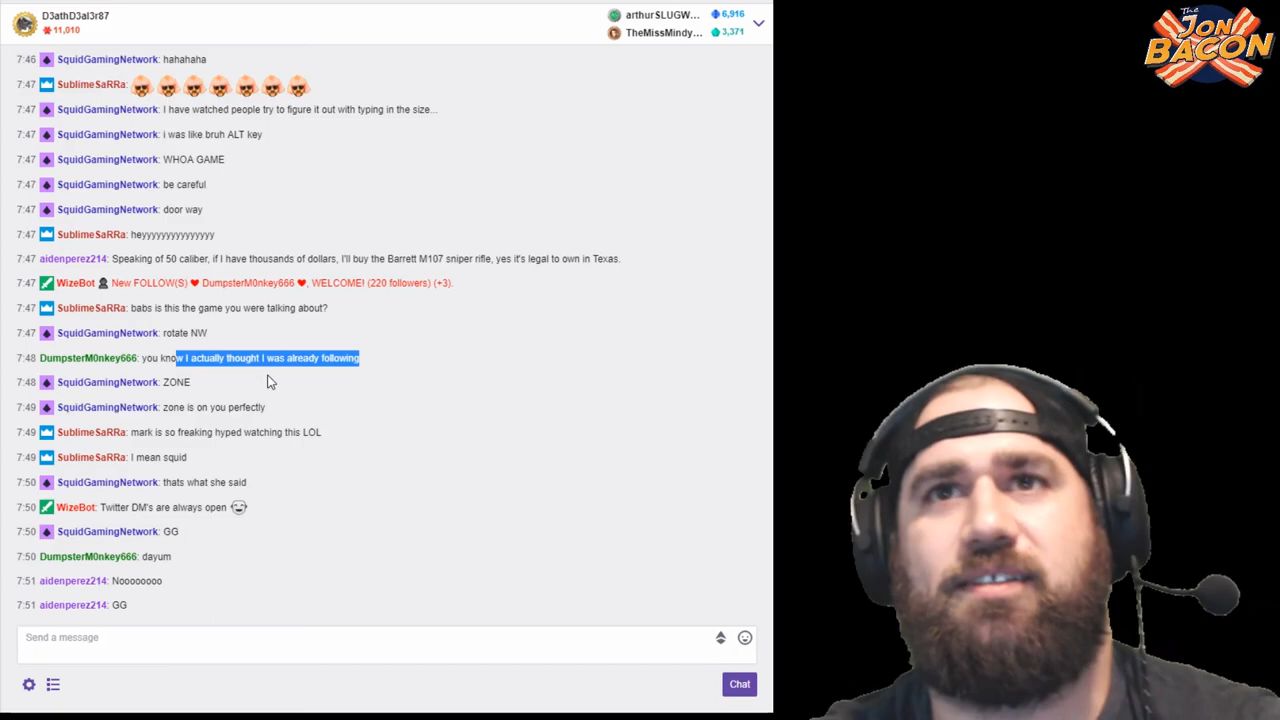 D3athD3al3r87
11,010
arthurSLUGW... 6,916
TheMissMindy... 3,371
The
JON
BACON
7:46 SquidGamingNetwork: hahahaha
7:47 SublimeSaRRa:
7:47 SquidGamingNetwork: I have watched people try to figure it out with typing in the size...
7:47 SquidGamingNetwork: i was like bruh ALT key
7:47 SquidGamingNetwork: WHOA GAME
7:47 SquidGamingNetwork: be careful
7:47 SquidGamingNetwork: door way
7:47 SublimeSaRRa: heyyyyyyyyyyyyyyy
7:47 aidenperez214: Speaking of 50 caliber, if I have thousands of dollars, I'll buy the Barrett M107 sniper rifle, yes it's legal to own in Texas.
7:47 WizeBot New FOLLOW(S) ♥ DumpsterM0nkey666 ♥, WELCOME! (220 followers) (+3).
7:47 SublimeSaRRa: babs is this the game you were talking about?
7:47 SquidGamingNetwork: rotate NW
7:48 DumpsterM0nkey666: you know I actually thought I was already following
7:48 SquidGamingNetwork: ZONE
7:49 SquidGamingNetwork: zone is on you perfectly
7:49 SublimeSaRRa: mark is so freaking hyped watching this LOL
7:49 SublimeSaRRa: I mean squid
7:50 SquidGamingNetwork: thats what she said
7:50 WizeBot: Twitter DM's are always open
7:50 SquidGamingNetwork: GG
7:50 DumpsterM0nkey666: dayum
7:51 aidenperez214: Noooooooo
7:51 aidenperez214: GG
Send a message
Chat